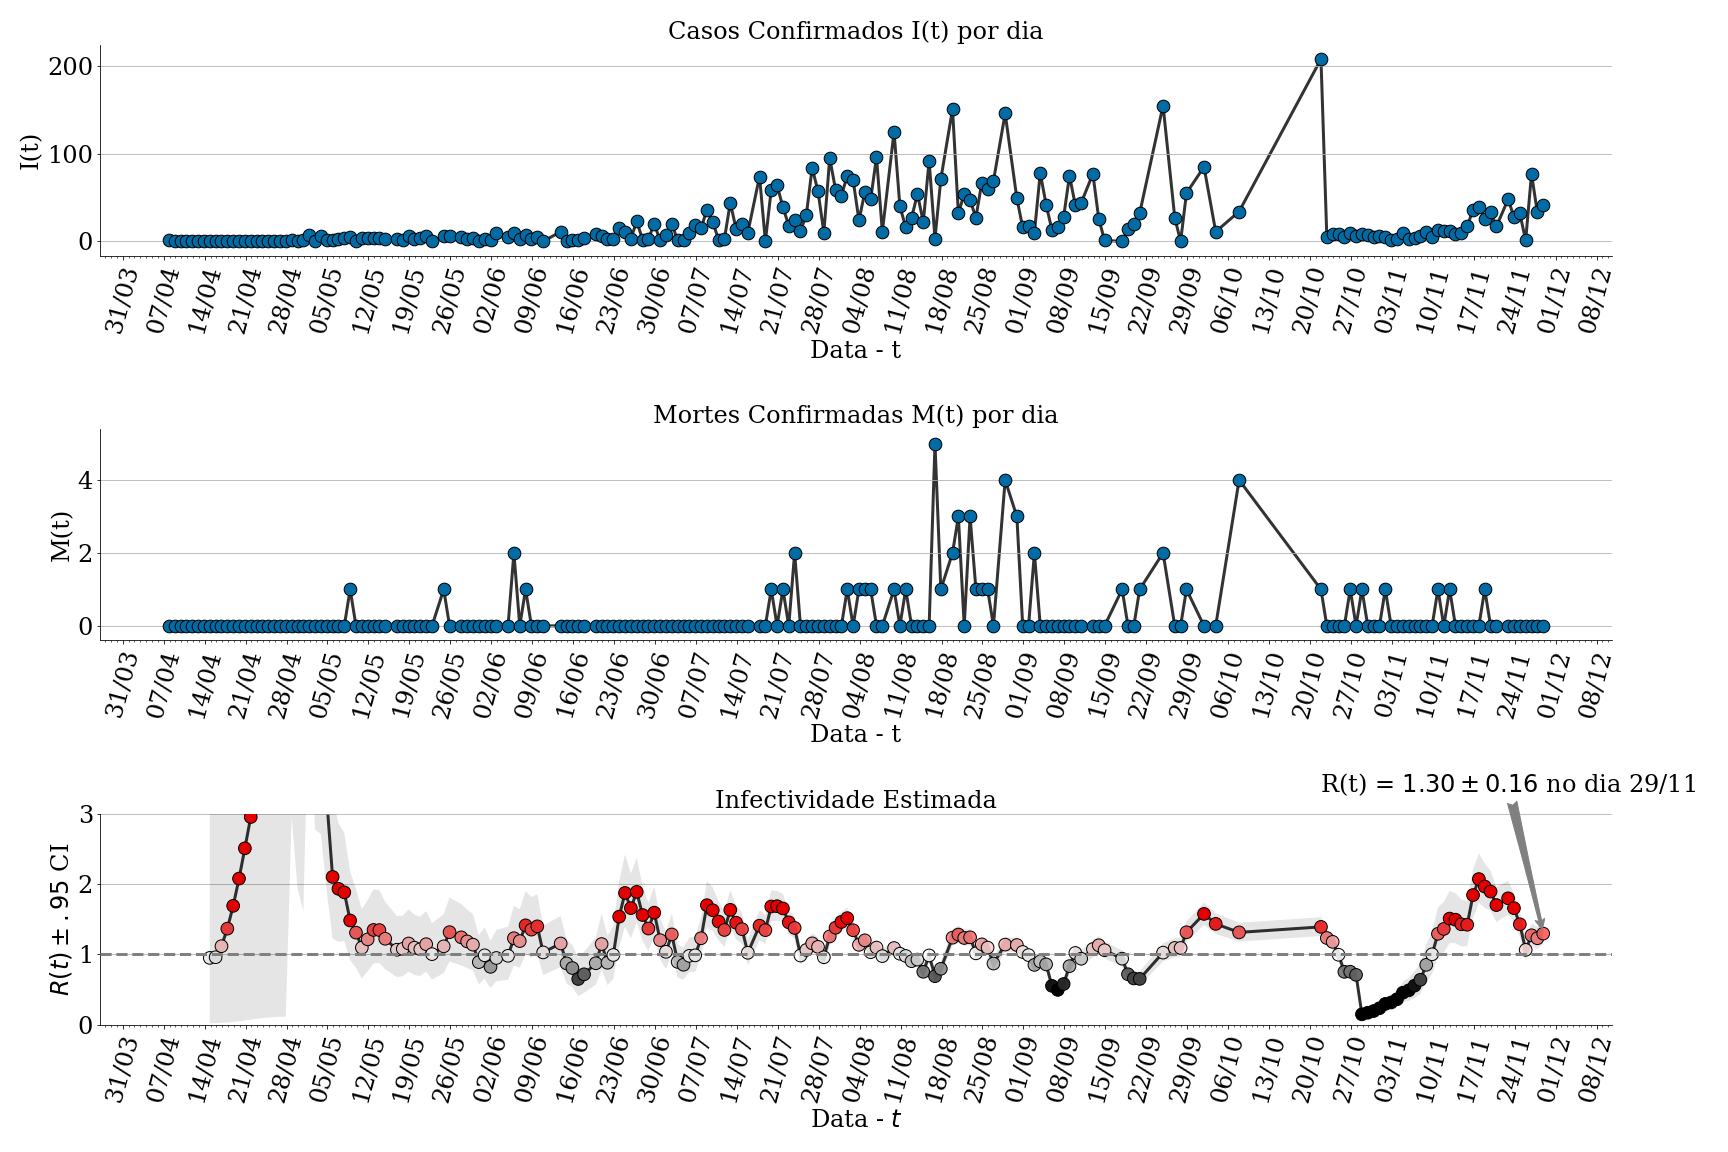 Casos Confirmados I(t) por dia
I(t)
200
100
0
31/03 07/04 14/04 21/04 28/04 05/05 12/05 19/05 26/05 02/06 09/06 16/06 23/06 30/06 07/07 14/07 21/07 28/07 04/08 11/08 18/08 25/08 01/09 08/09 15/09 22/09 29/09 06/10 13/10 20/10 27/10 03/11 10/11 17/11 24/11 01/12 08/12
Data - t
Mortes Confirmadas M(t) por dia
M(t)
4
2
0
31/03 07/04 14/04 21/04 28/04 05/05 12/05 19/05 26/05 02/06 09/06 16/06 23/06 30/06 07/07 14/07 21/07 28/07 04/08 11/08 18/08 25/08 01/09 08/09 15/09 22/09 29/09 06/10 13/10 20/10 27/10 03/11 10/11 17/11 24/11 01/12 08/12
Data - t
R(t) = 1.30 ± 0.16 no dia 29/11
Infectividade Estimada
R(t) ± .95 CI
3
2
1
0
31/03 07/04 14/04 21/04 28/04 05/05 12/05 19/05 26/05 02/06 09/06 16/06 23/06 30/06 07/07 14/07 21/07 28/07 04/08 11/08 18/08 25/08 01/09 08/09 15/09 22/09 29/09 06/10 13/10 20/10 27/10 03/11 10/11 17/11 24/11 01/12 08/12
Data - t